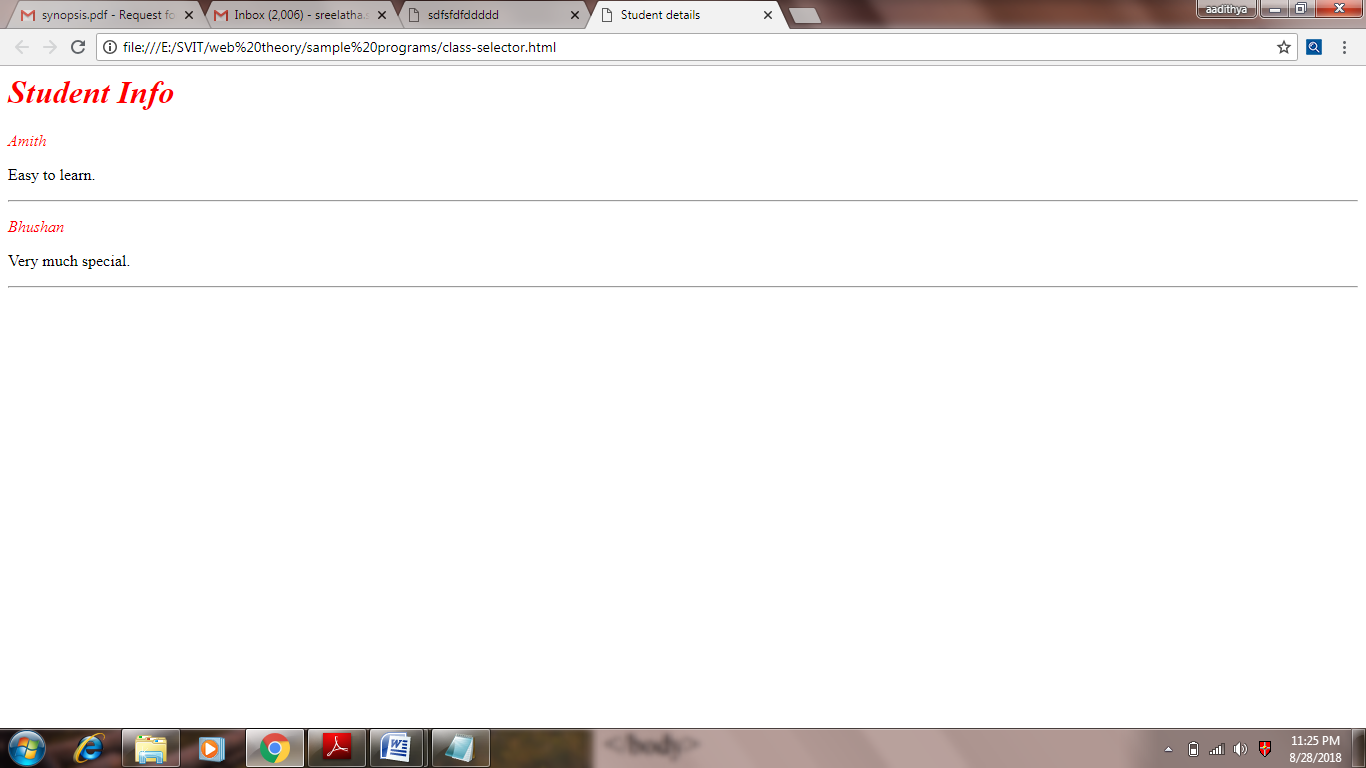 synopsis.pdf - Request fo
Inbox (2,006) - sreelatha.s
sdfsfdfddddd
Student details
aadithya
file:///E:/SVIT/web%20theory/sample%20programs/class-selector.html
Student Info
Amith
Easy to learn.
Bhushan
Very much special.
</body>
11:25 PM
8/28/2018